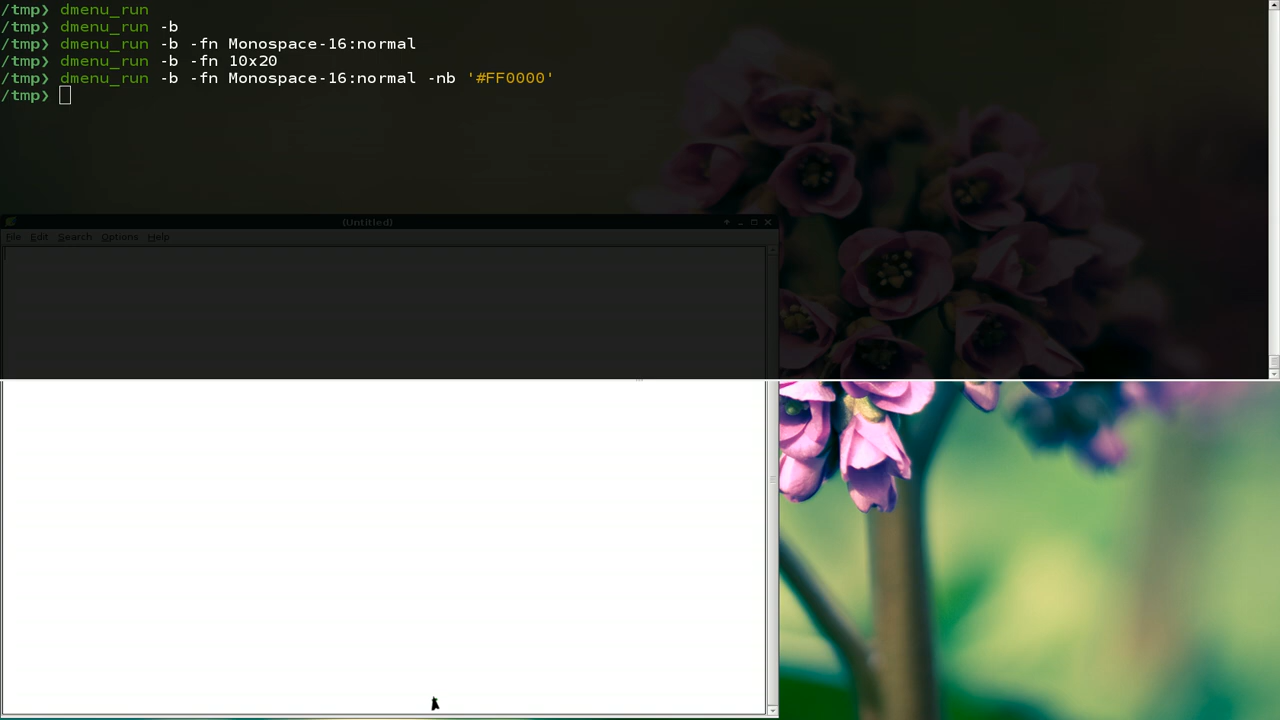 /tmp❯ dmenu_run
/tmp❯ dmenu_run -b
/tmp❯ dmenu_run -b -fn Monospace-16:normal
/tmp❯ dmenu_run -b -fn 10x20
/tmp❯ dmenu_run -b -fn Monospace-16:normal -nb '#FF0000'
/tmp❯
(Untitled)
File Edit Search Options Help